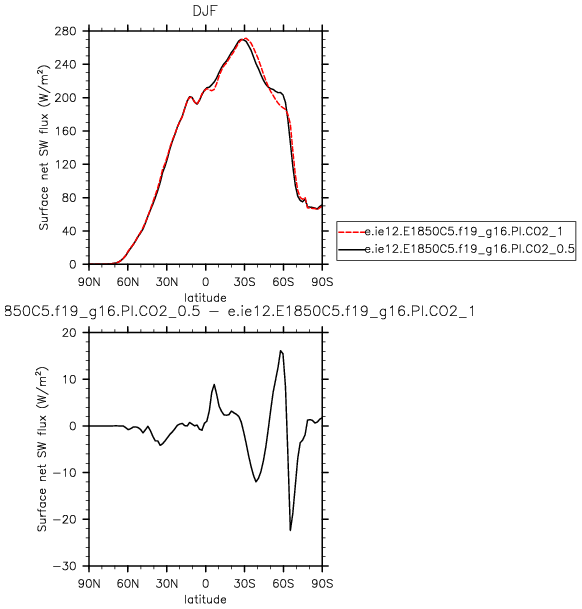 DJF
Surface net SW flux (W/m²)
280
240
200
160
120
80
40
0
90N 60N 30N 0 30S 60S 90S
latitude
e.ie12.E1850C5.f19_g16.PI.CO2_1
e.ie12.E1850C5.f19_g16.PI.CO2_0.5
850C5.f19_g16.PI.CO2_0.5 – e.ie12.E1850C5.f19_g16.PI.CO2_1
Surface net SW flux (W/m²)
20
10
0
−10
−20
−30
90N 60N 30N 0 30S 60S 90S
latitude